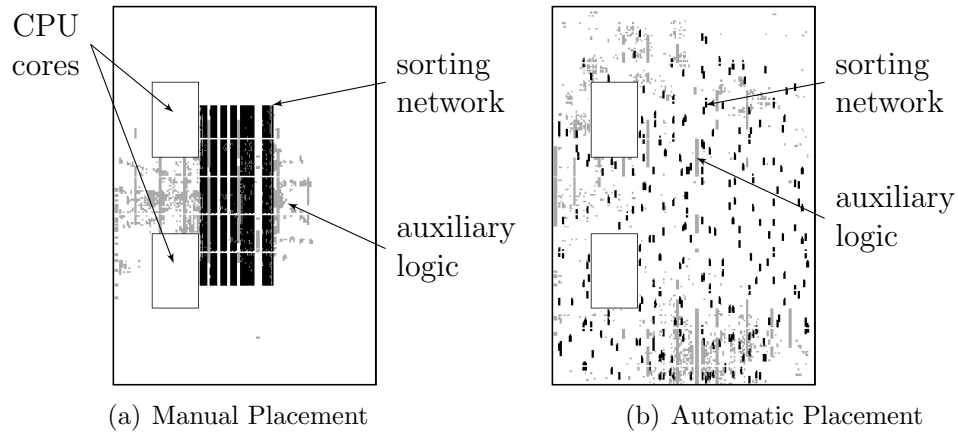 CPU
cores
sorting
network
auxiliary
logic
(a) Manual Placement
sorting
network
auxiliary
logic
(b) Automatic Placement